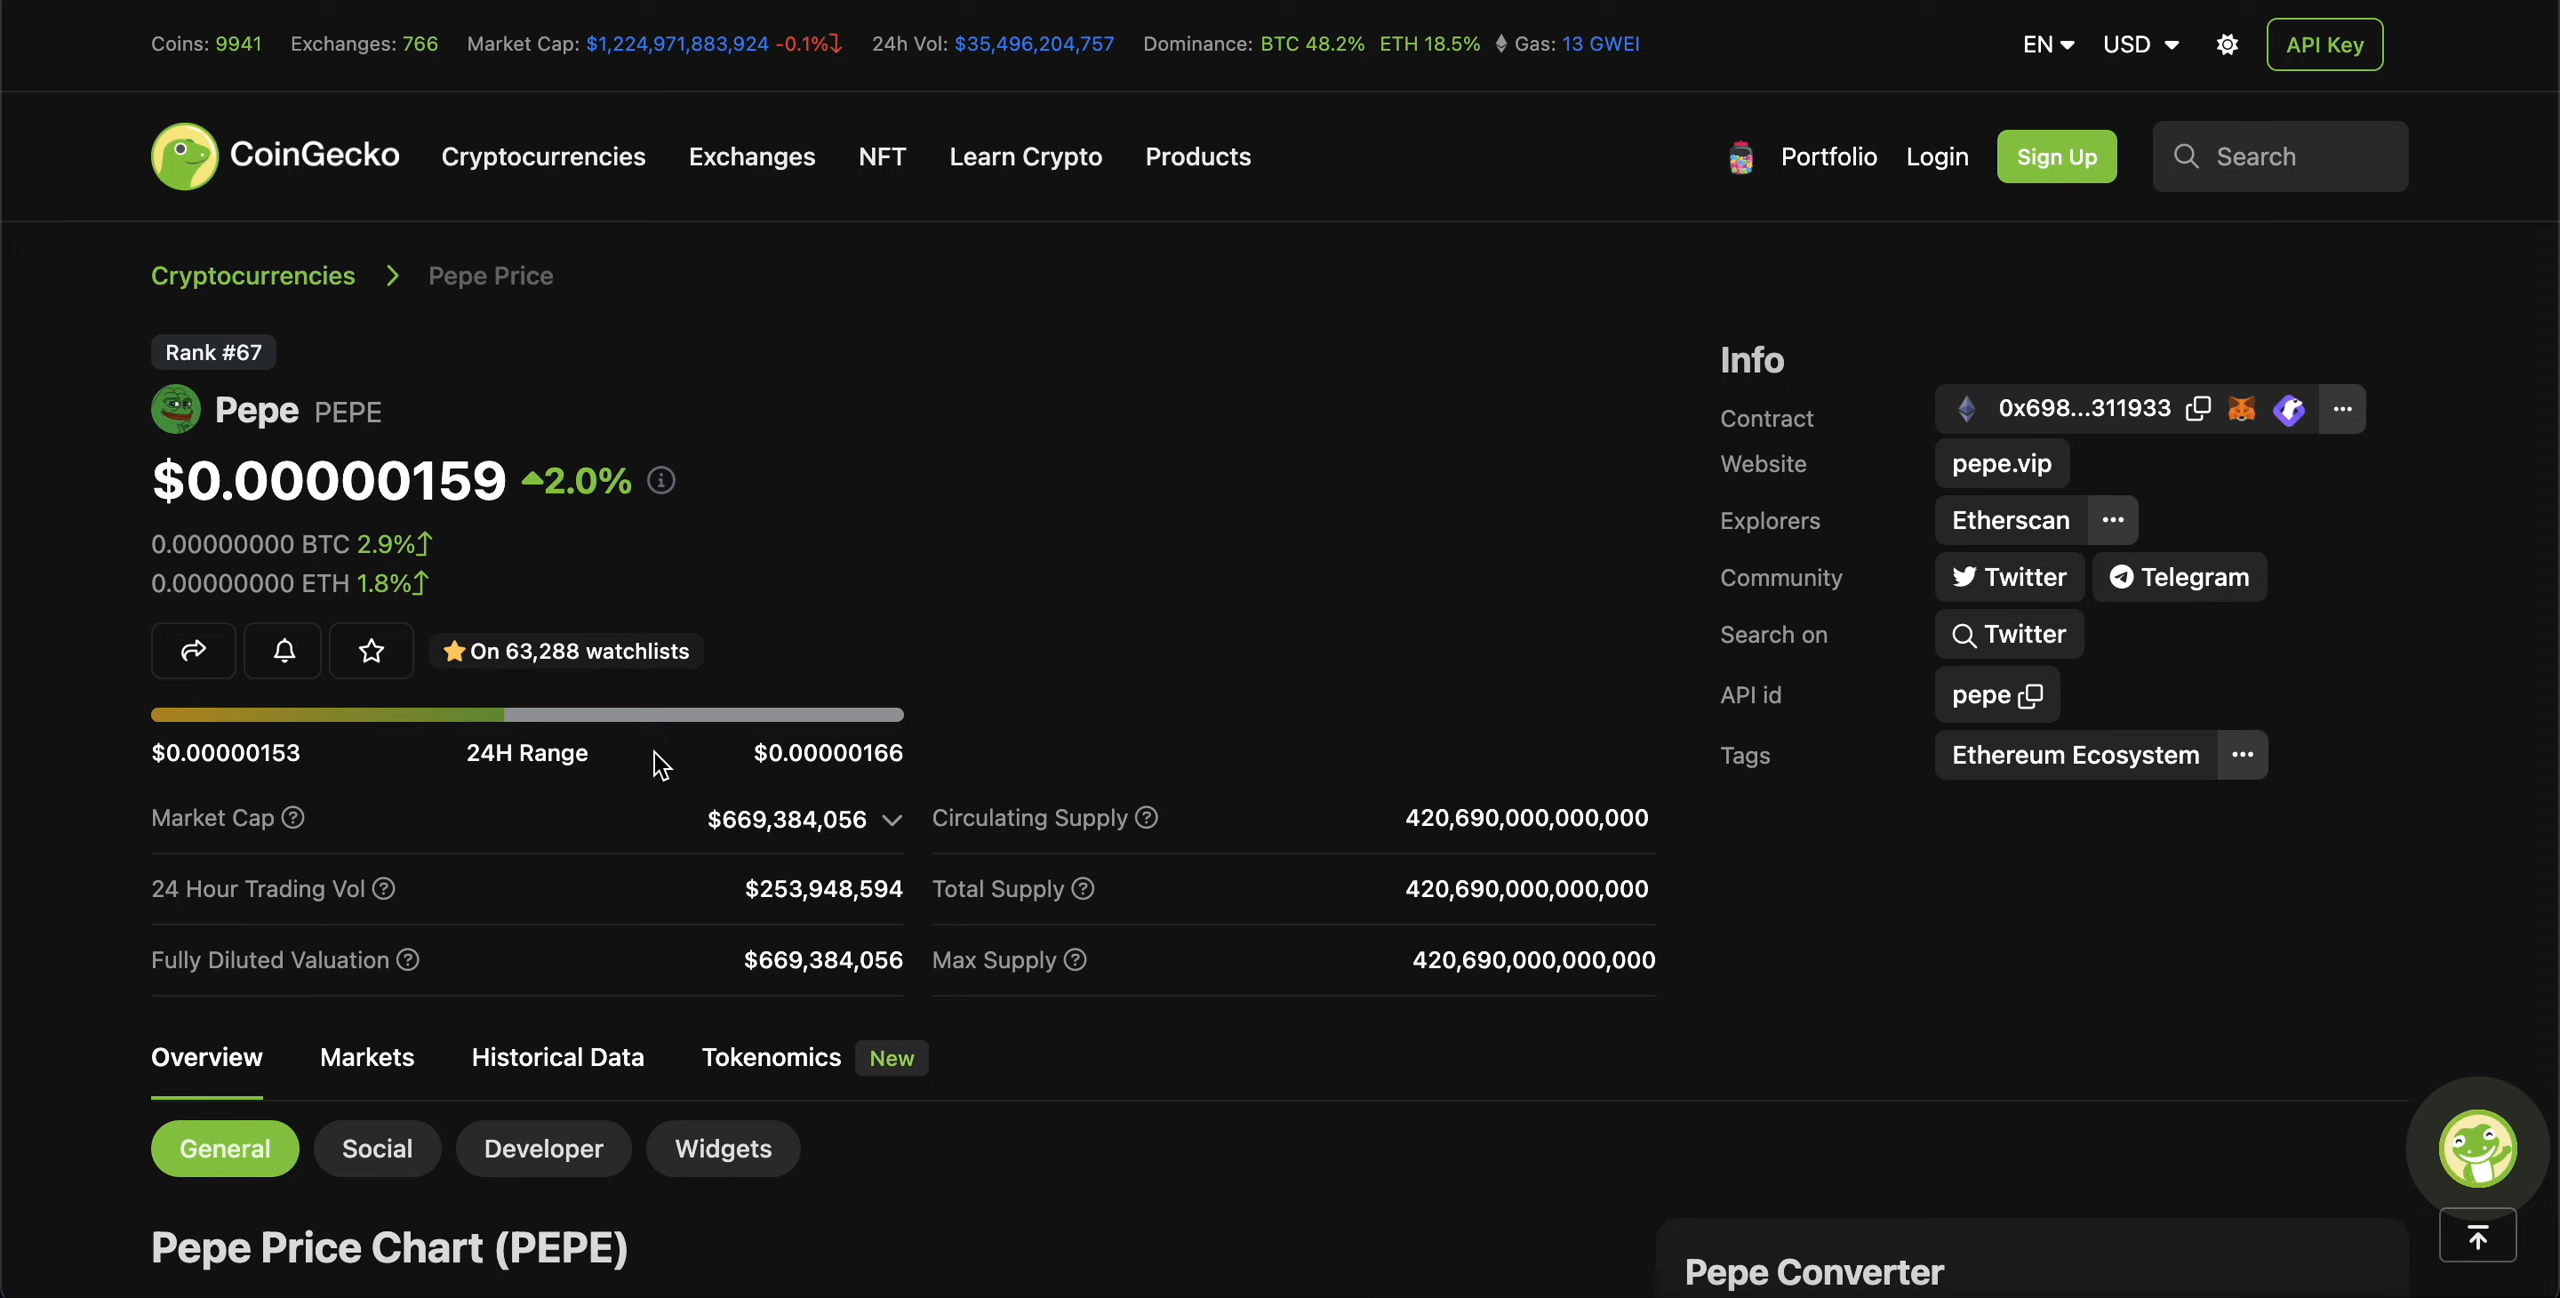 Coins: 9941 Exchanges: 766 Market Cap: $1,224,971,883,924 -0.1% 24h Vol: $35,496,204,757 Dominance: BTC 48.2% ETH 18.5% Gas: 13 GWEI EN USD API Key
CoinGecko Cryptocurrencies Exchanges NFT Learn Crypto Products Portfolio Login Sign Up Search
Cryptocurrencies > Pepe Price
Rank #67
Pepe PEPE
$0.00000159 2.0%
0.00000000 BTC 2.9%
0.00000000 ETH 1.8%
On 63,288 watchlists
$0.00000153 24H Range $0.00000166
Market Cap $669,384,056
24 Hour Trading Vol $253,948,594
Fully Diluted Valuation $669,384,056
Circulating Supply 420,690,000,000,000
Total Supply 420,690,000,000,000
Max Supply 420,690,000,000,000
Info
Contract 0x698...311933 ...
Website pepe.vip
Explorers Etherscan ...
Community Twitter Telegram
Search on Twitter
API id pepe
Tags Ethereum Ecosystem ...
Overview Markets Historical Data Tokenomics New
General Social Developer Widgets
Pepe Price Chart (PEPE)
Pepe Converter